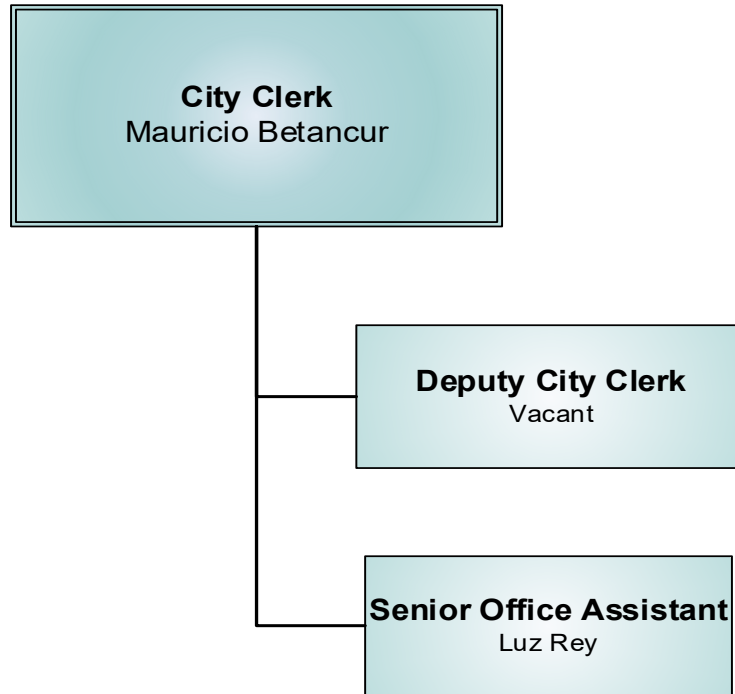 City Clerk
Mauricio Betancur
Deputy City Clerk
Vacant
Senior Office Assistant
Luz Rey